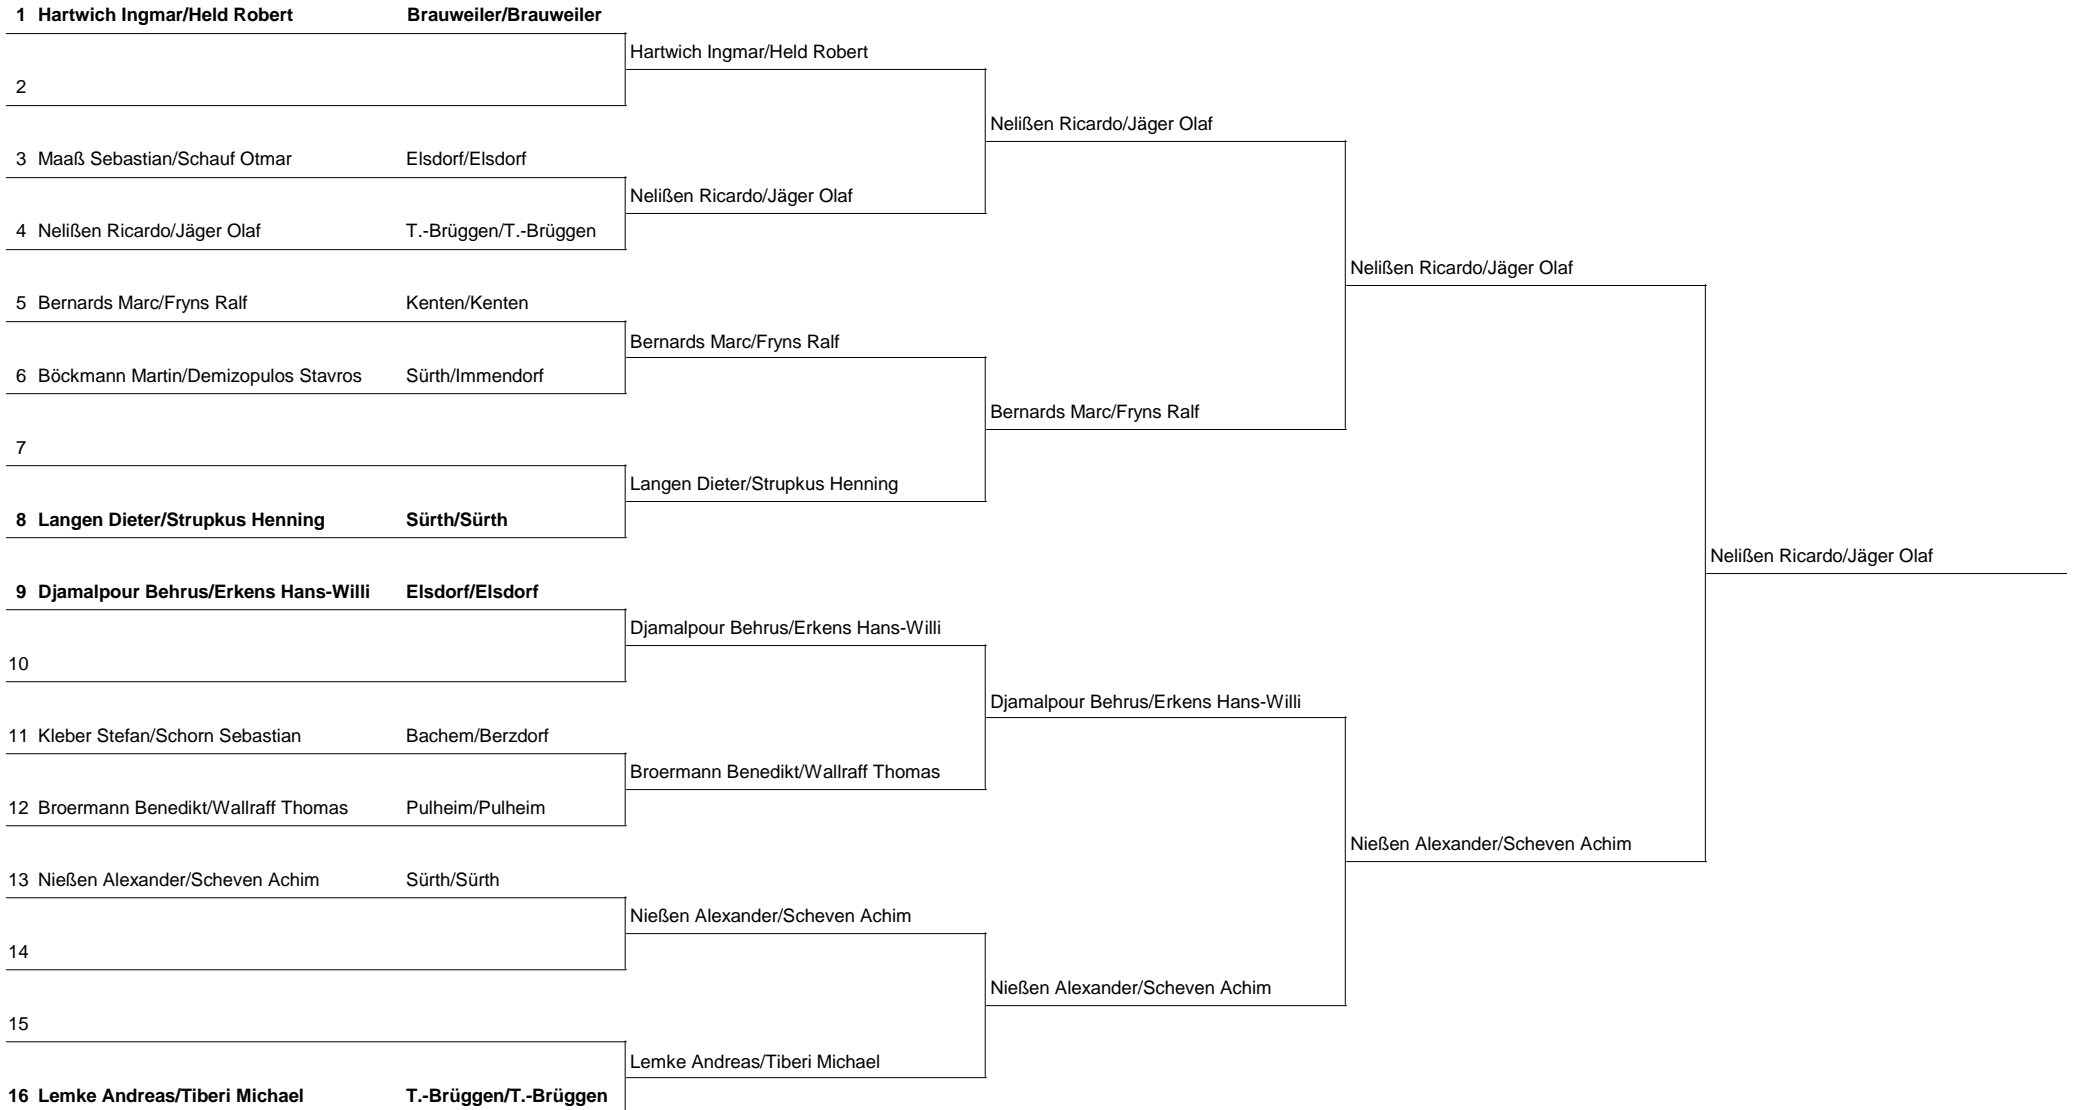 1 Hartwich Ingmar/Held Robert Brauweiler/Brauweiler
Hartwich Ingmar/Held Robert
2
Nelißen Ricardo/Jäger Olaf
3 Maaß Sebastian/Schauf Otmar Elsdorf/Elsdorf
Nelißen Ricardo/Jäger Olaf
4 Nelißen Ricardo/Jäger Olaf T.-Brüggen/T.-Brüggen
Nelißen Ricardo/Jäger Olaf
5 Bernards Marc/Fryns Ralf Kenten/Kenten
Bernards Marc/Fryns Ralf
6 Böckmann Martin/Demizopulos Stavros Sürth/Immendorf
Bernards Marc/Fryns Ralf
7
Langen Dieter/Strupkus Henning
8 Langen Dieter/Strupkus Henning Sürth/Sürth
Nelißen Ricardo/Jäger Olaf
9 Djamalpour Behrus/Erkens Hans-Willi Elsdorf/Elsdorf
Djamalpour Behrus/Erkens Hans-Willi
10
Djamalpour Behrus/Erkens Hans-Willi
11 Kleber Stefan/Schorn Sebastian Bachem/Berzdorf
Broermann Benedikt/Wallraff Thomas
12 Broermann Benedikt/Wallraff Thomas Pulheim/Pulheim
Nießen Alexander/Scheven Achim
13 Nießen Alexander/Scheven Achim Sürth/Sürth
Nießen Alexander/Scheven Achim
14
Nießen Alexander/Scheven Achim
15
Lemke Andreas/Tiberi Michael
16 Lemke Andreas/Tiberi Michael T.-Brüggen/T.-Brüggen